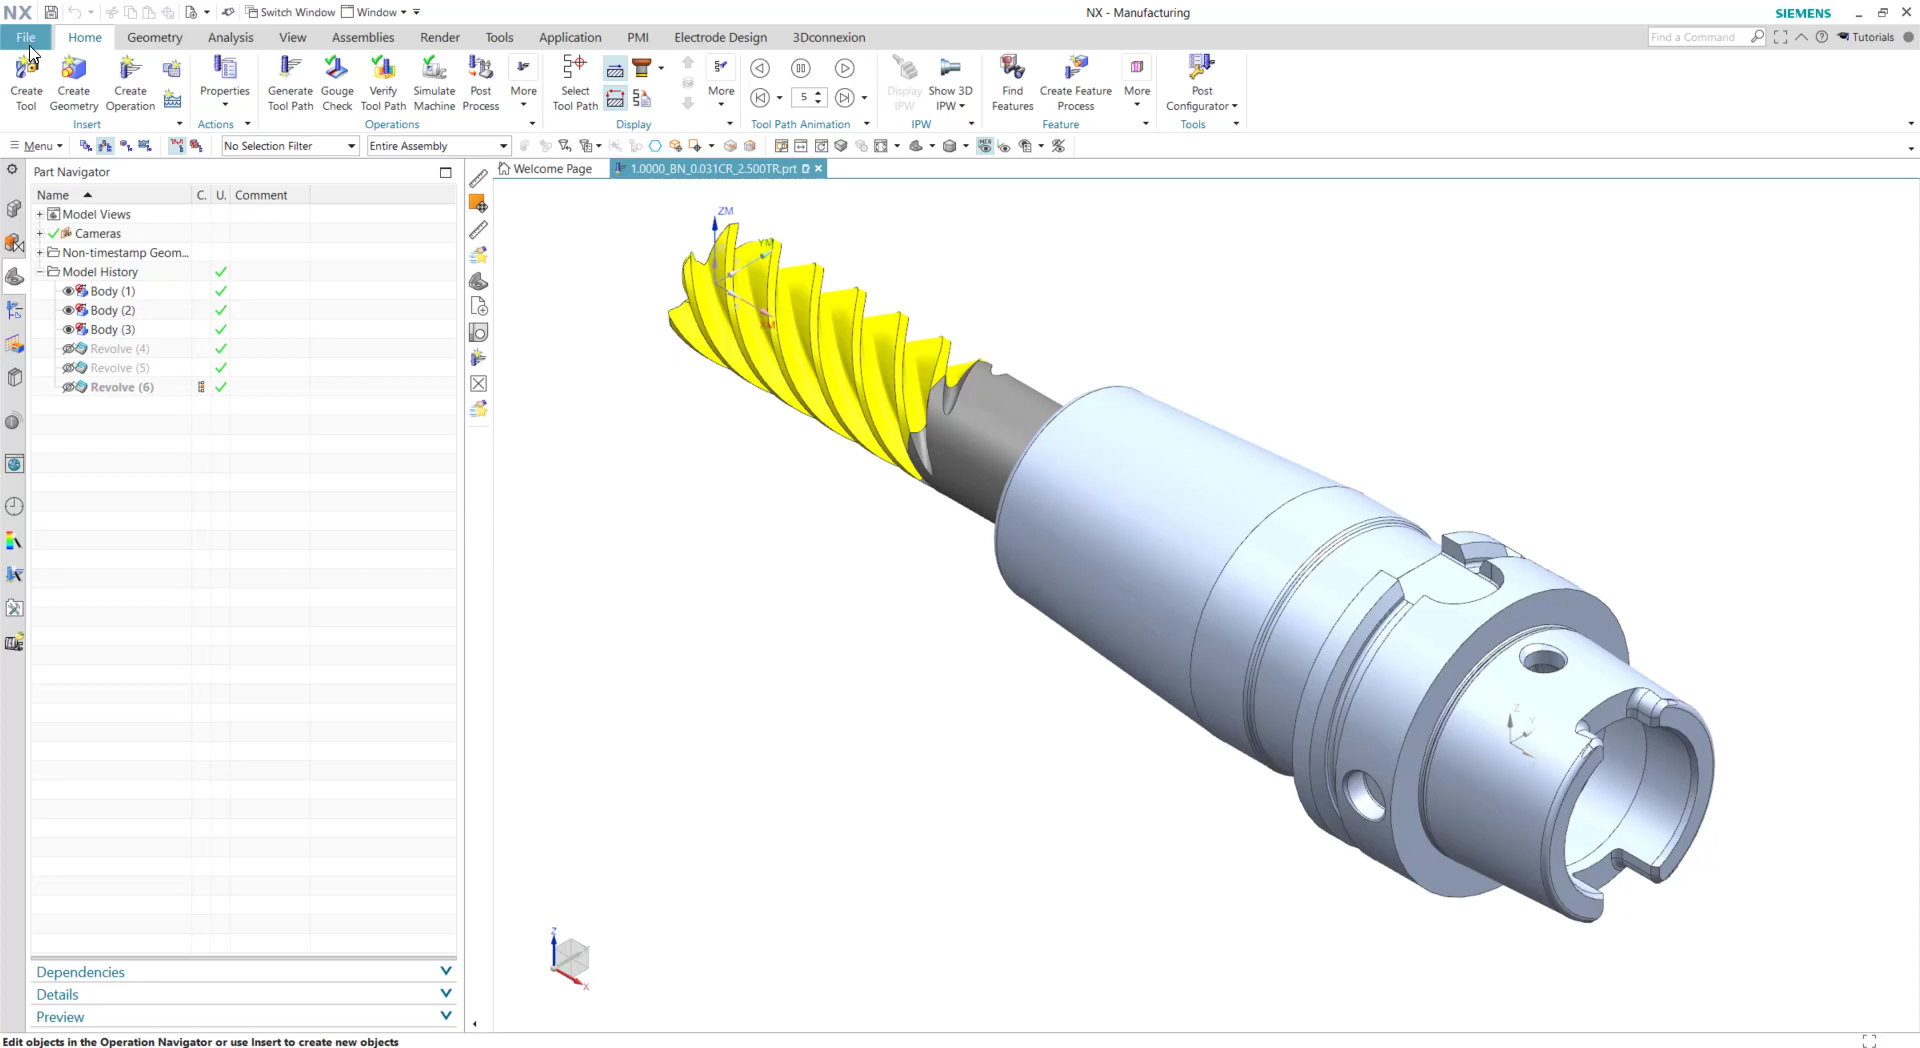 NX Switch Window Window NX - Manufacturing SIEMENS
File Home Geometry Analysis View Assemblies Render Tools Application PMI Electrode Design 3Dconnexion Find a Command Tutorials
Create Tool Create Geometry Create Operation Properties Generate Tool Path Gouge Check Verify Tool Path Simulate Machine Post Process More Select Tool Path More 5 Display IPW Show 3D IPW Find Features Create Feature Process More Post Configurator
Insert Actions Operations Display Tool Path Animation IPW Feature Tools
Menu No Selection Filter Entire Assembly
Part Navigator
Welcome Page 1.0000_BN_0.031CR_2.500TR.prt
Name C. U. Comment
Model Views
Cameras
Non-timestamp Geom...
Model History
Body (1)
Body (2)
Body (3)
Revolve (4)
Revolve (5)
Revolve (6)
ZM
YM
XM
Z
Y
Z
X
Dependencies
Details
Preview
Edit objects in the Operation Navigator or use Insert to create new objects